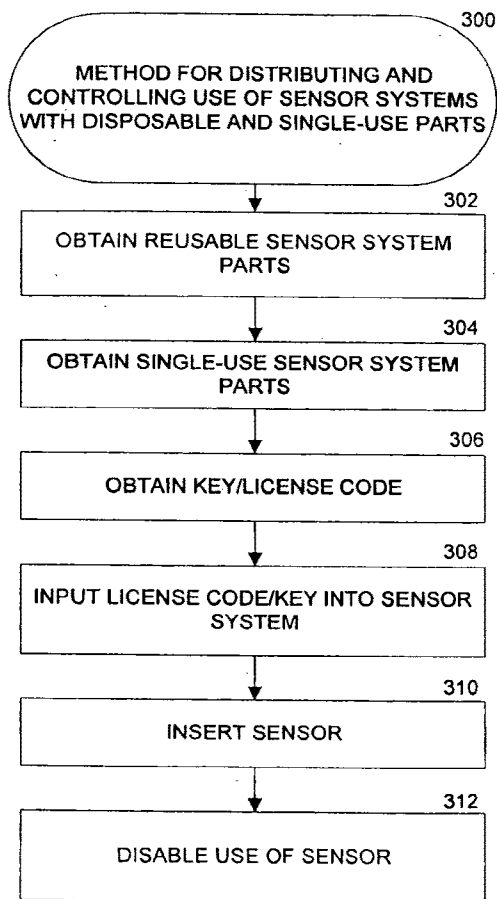 300
METHOD FOR DISTRIBUTING AND
CONTROLLING USE OF SENSOR SYSTEMS
WITH DISPOSABLE AND SINGLE-USE PARTS
302
OBTAIN REUSABLE SENSOR SYSTEM
PARTS
304
OBTAIN SINGLE-USE SENSOR SYSTEM
PARTS
306
OBTAIN KEY/LICENSE CODE
308
INPUT LICENSE CODE/KEY INTO SENSOR
SYSTEM
310
INSERT SENSOR
312
DISABLE USE OF SENSOR